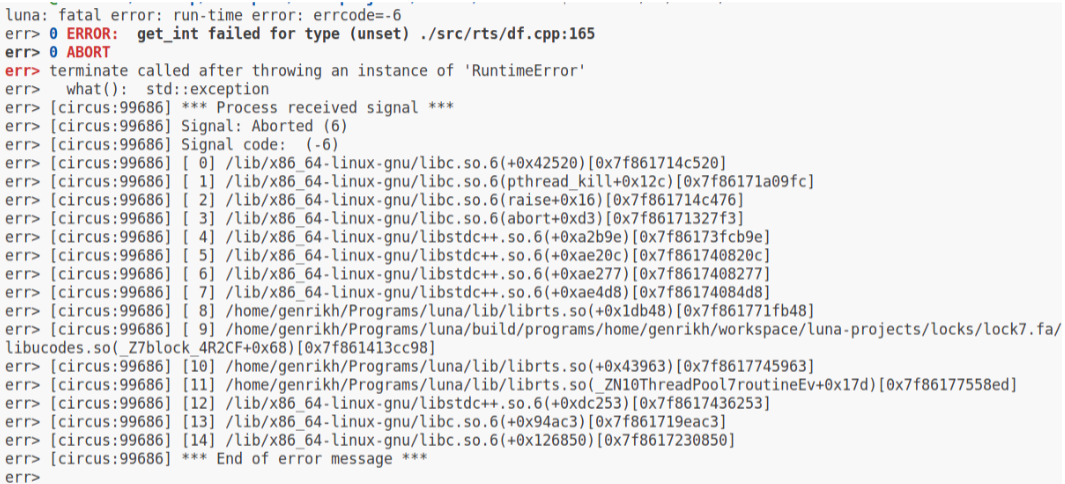 luna: fatal error: run-time error: errcode=-6
err> 0 ERROR:  get_int failed for type (unset) ./src/rts/df.cpp:165
err> 0 ABORT
err> terminate called after throwing an instance of 'RuntimeError'
err>   what():  std::exception
err> [circus:99686] *** Process received signal ***
err> [circus:99686] Signal: Aborted (6)
err> [circus:99686] Signal code:  (-6)
err> [circus:99686] [ 0] /lib/x86_64-linux-gnu/libc.so.6(+0x42520)[0x7f861714c520]
err> [circus:99686] [ 1] /lib/x86_64-linux-gnu/libc.so.6(pthread_kill+0x12c)[0x7f86171a09fc]
err> [circus:99686] [ 2] /lib/x86_64-linux-gnu/libc.so.6(raise+0x16)[0x7f861714c476]
err> [circus:99686] [ 3] /lib/x86_64-linux-gnu/libc.so.6(abort+0xd3)[0x7f86171327f3]
err> [circus:99686] [ 4] /lib/x86_64-linux-gnu/libstdc++.so.6(+0xa2b9e)[0x7f86173fcb9e]
err> [circus:99686] [ 5] /lib/x86_64-linux-gnu/libstdc++.so.6(+0xae20c)[0x7f861740820c]
err> [circus:99686] [ 6] /lib/x86_64-linux-gnu/libstdc++.so.6(+0xae277)[0x7f8617408277]
err> [circus:99686] [ 7] /lib/x86_64-linux-gnu/libstdc++.so.6(+0xae4d8)[0x7f86174084d8]
err> [circus:99686] [ 8] /home/genrikh/Programs/luna/lib/librts.so(+0x1db48)[0x7f861771fb48]
err> [circus:99686] [ 9] /home/genrikh/Programs/luna/build/programs/home/genrikh/workspace/luna-projects/locks/lock7.fa/
libucodes.so(_Z7block_4R2CF+0x68)[0x7f861413cc98]
err> [circus:99686] [10] /home/genrikh/Programs/luna/lib/librts.so(+0x43963)[0x7f8617745963]
err> [circus:99686] [11] /home/genrikh/Programs/luna/lib/librts.so(_ZN10ThreadPool7routineEv+0x17d)[0x7f86177558ed]
err> [circus:99686] [12] /lib/x86_64-linux-gnu/libstdc++.so.6(+0xdc253)[0x7f8617436253]
err> [circus:99686] [13] /lib/x86_64-linux-gnu/libc.so.6(+0x94ac3)[0x7f861719eac3]
err> [circus:99686] [14] /lib/x86_64-linux-gnu/libc.so.6(+0x126850)[0x7f8617230850]
err> [circus:99686] *** End of error message ***
err>